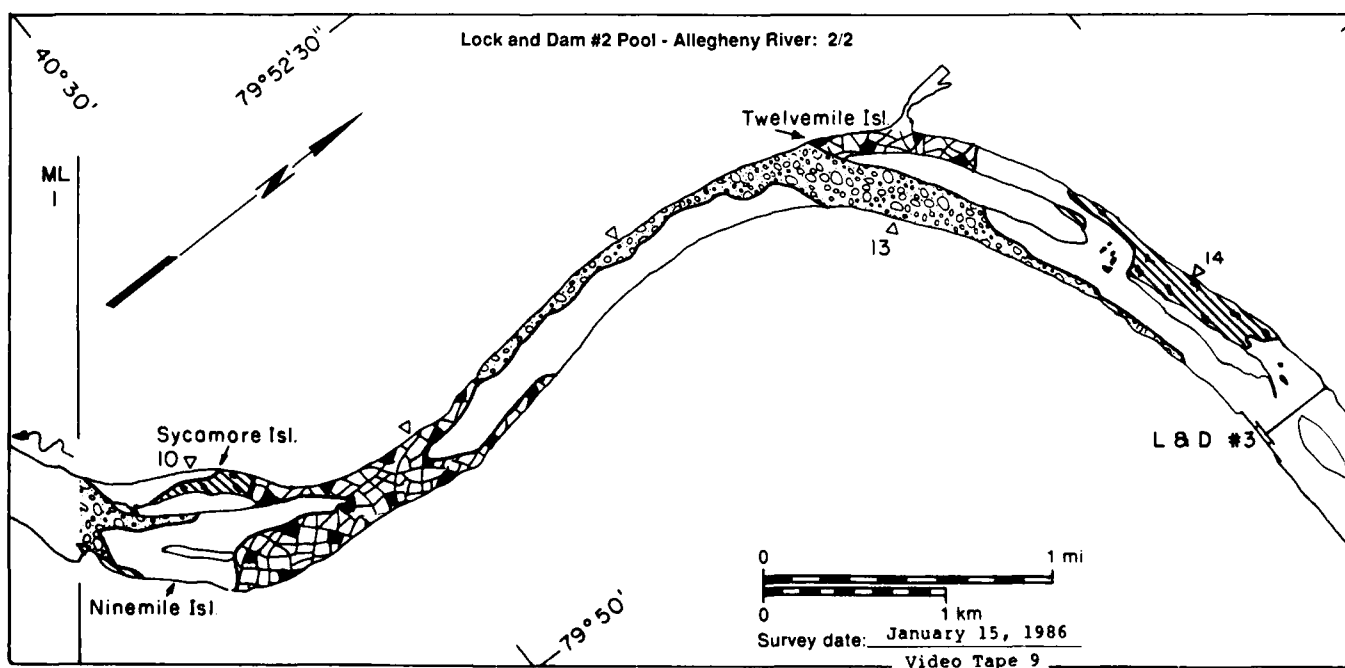 Lock and Dam #2 Pool - Allegheny River: 2/2
40°30'
79°52'30"
N
Twelvemile Isl.
ML
1
13
14
Sycamore Isl.
10
L & D #3
Ninemile Isl.
79°50'
0 1 mi
0 1 km
Survey date: January 15, 1986
Video Tape 9